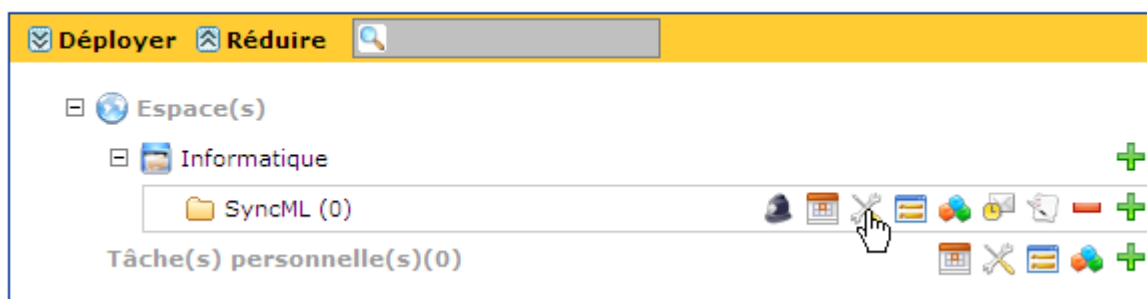 Déployer Réduire
Espace(s)
Informatique
SyncML (0)
Tâche(s) personnelle(s)(0)